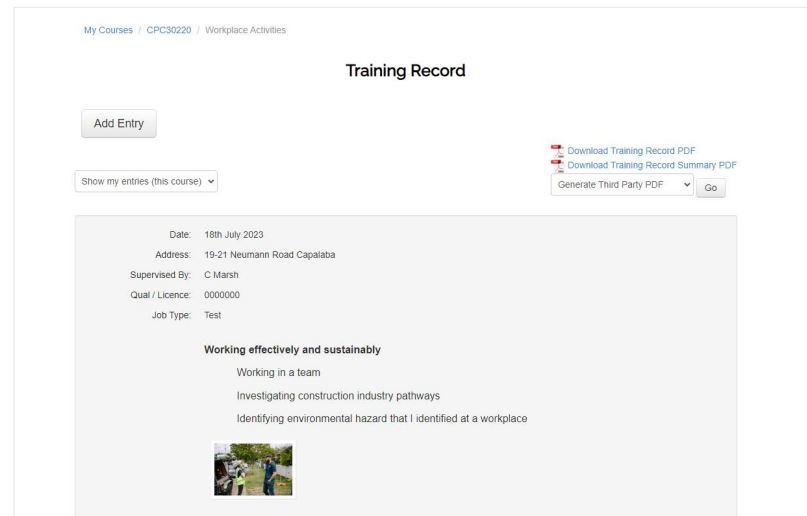 My Courses / CPC30220 / Workplace Activities
Training Record
Add Entry
Download Training Record PDF
Download Training Record Summary PDF
Show my entries (this course)
Generate Third Party PDF
Go
Date: 18th July 2023
Address: 19-21 Neumann Road Capalaba
Supervised By: C Marsh
Qual / Licence: 0000000
Job Type: Test
Working effectively and sustainably
Working in a team
Investigating construction industry pathways
Identifying environmental hazard that I identified at a workplace